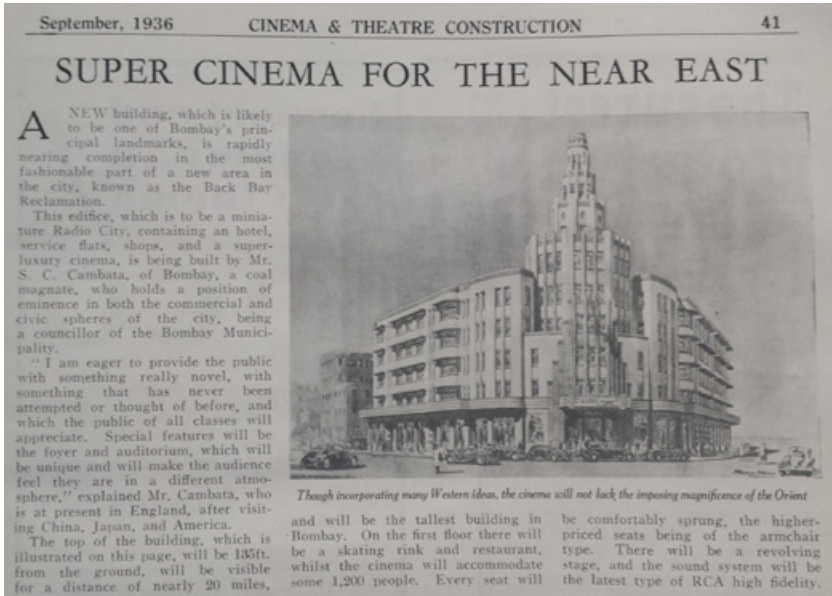 September, 1936
CINEMA & THEATRE CONSTRUCTION
41
SUPER CINEMA FOR THE NEAR EAST
A NEW building, which is likely
to be one of Bombay's prin-
cipal landmarks, is rapidly
nearing completion in the most
fashionable part of a new area in
the city, known as the Back Bay
Reclamation.
This edifice, which is to be a minia-
ture Radio City, containing an hotel,
service flats, shops, and a super-
luxury cinema, is being built by Mr.
S. C. Cambata, of Bombay, a coal
magnate, who holds a position of
eminence in both the commercial and
civic spheres of the city, being
a councillor of the Bombay Munici-
pality.
"I am eager to provide the public
with something really novel, with
something that has never been
attempted or thought of before, and
which the public of all classes will
appreciate. Special features will be
the foyer and auditorium, which will
be unique and will make the audience
feel they are in a different atmo-
sphere," explained Mr. Cambata, who
is at present in England, after visit-
ing China, Japan, and America.
The top of the building, which is
illustrated on this page, will be 135ft.
from the ground, will be visible
for a distance of nearly 20 miles,
Though incorporating many Western ideas, the cinema will not lack the imposing magnificence of the Orient
and will be the tallest building in
Bombay. On the first floor there will
be a skating rink and restaurant,
whilst the cinema will accommodate
some 1,200 people. Every seat will
be comfortably sprung, the higher-
priced seats being of the armchair
type. There will be a revolving
stage, and the sound system will be
the latest type of RCA high fidelity.